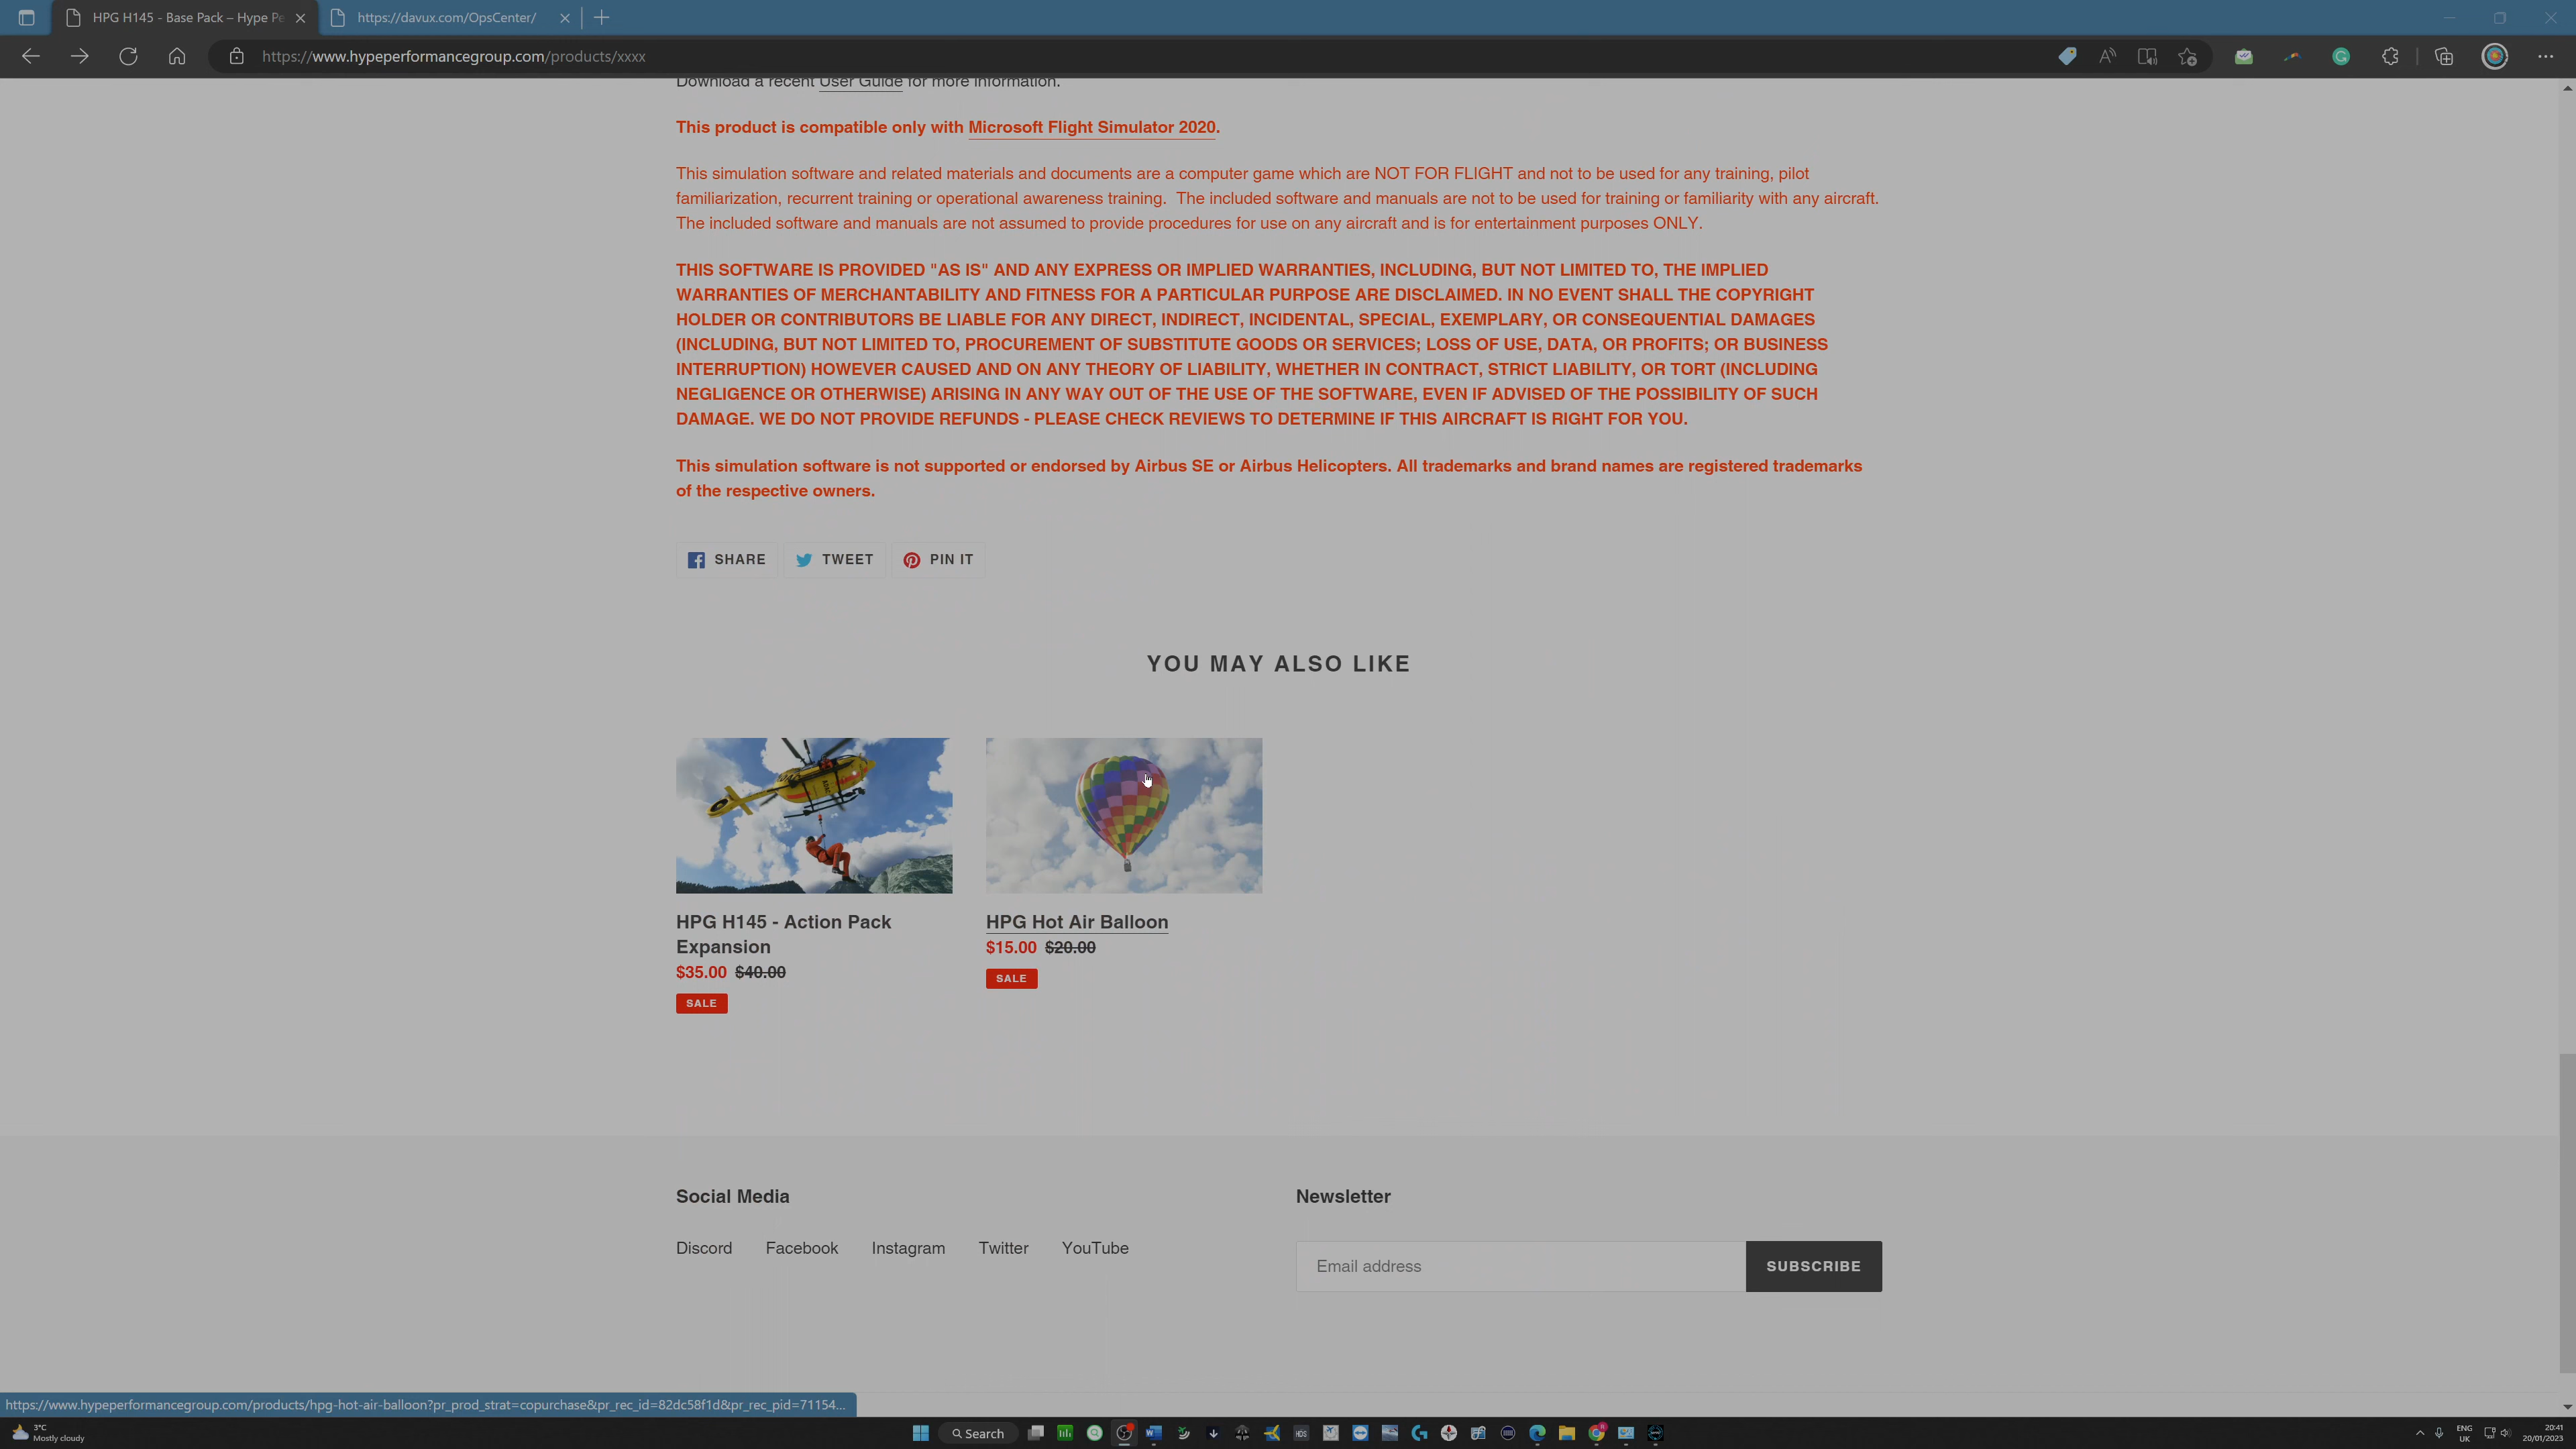 HPG H145 - Base Pack – Hype Pe
https://davux.com/OpsCenter/
https://www.hypeperformancegroup.com/products/xxxx
Download a recent User Guide for more information.
This product is compatible only with Microsoft Flight Simulator 2020.
This simulation software and related materials and documents are a computer game which are NOT FOR FLIGHT and not to be used for any training, pilot
familiarization, recurrent training or operational awareness training. The included software and manuals are not to be used for training or familiarity with any aircraft.
The included software and manuals are not assumed to provide procedures for use on any aircraft and is for entertainment purposes ONLY.
THIS SOFTWARE IS PROVIDED "AS IS" AND ANY EXPRESS OR IMPLIED WARRANTIES, INCLUDING, BUT NOT LIMITED TO, THE IMPLIED
WARRANTIES OF MERCHANTABILITY AND FITNESS FOR A PARTICULAR PURPOSE ARE DISCLAIMED. IN NO EVENT SHALL THE COPYRIGHT
HOLDER OR CONTRIBUTORS BE LIABLE FOR ANY DIRECT, INDIRECT, INCIDENTAL, SPECIAL, EXEMPLARY, OR CONSEQUENTIAL DAMAGES
(INCLUDING, BUT NOT LIMITED TO, PROCUREMENT OF SUBSTITUTE GOODS OR SERVICES; LOSS OF USE, DATA, OR PROFITS; OR BUSINESS
INTERRUPTION) HOWEVER CAUSED AND ON ANY THEORY OF LIABILITY, WHETHER IN CONTRACT, STRICT LIABILITY, OR TORT (INCLUDING
NEGLIGENCE OR OTHERWISE) ARISING IN ANY WAY OUT OF THE USE OF THE SOFTWARE, EVEN IF ADVISED OF THE POSSIBILITY OF SUCH
DAMAGE. WE DO NOT PROVIDE REFUNDS - PLEASE CHECK REVIEWS TO DETERMINE IF THIS AIRCRAFT IS RIGHT FOR YOU.
This simulation software is not supported or endorsed by Airbus SE or Airbus Helicopters. All trademarks and brand names are registered trademarks
of the respective owners.
SHARE TWEET PIN IT
YOU MAY ALSO LIKE
HPG H145 - Action Pack
Expansion
$35.00 $40.00
SALE
HPG Hot Air Balloon
$15.00 $20.00
SALE
Social Media
Discord Facebook Instagram Twitter YouTube
Newsletter
Email address SUBSCRIBE
https://www.hypeperformancegroup.com/products/hpg-hot-air-balloon?pr_prod_strat=copurchase&pr_rec_id=82dc58f1d&pr_rec_pid=71154...
3°C
Mostly cloudy
Search
HDS
ENG
UK
20:41
20/01/2023